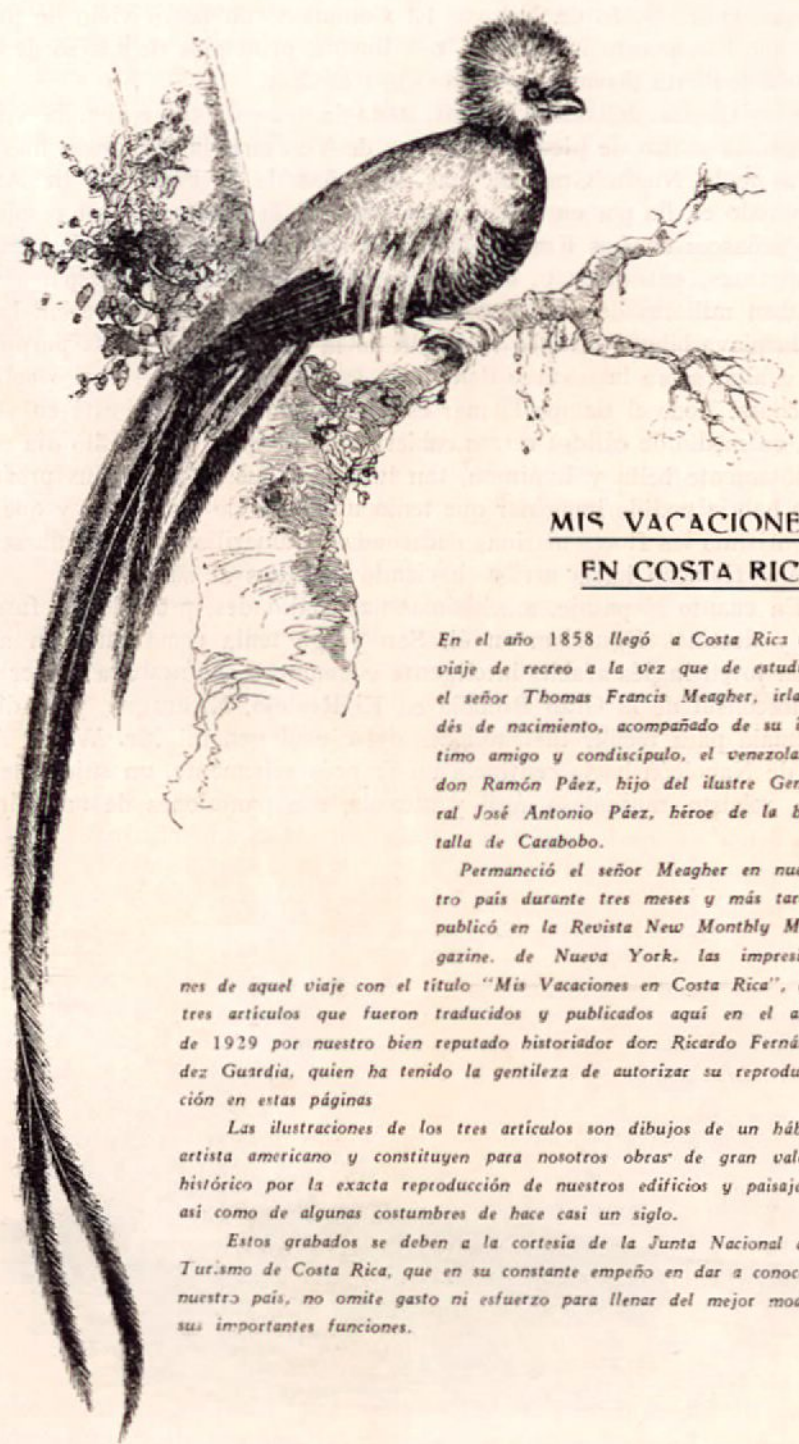 MIS VACACIONE
EN COSTA RIC
En el año 1858 llegó a Costa Rica
viaje de recreo a la vez que de estudi
el señor Thomas Francis Meagher, irla
dés de nacimiento, acompañado de su í
timo amigo y condiscípulo, el venezola
don Ramón Páez, hijo del ilustre Gen
ral José Antonio Páez, héroe de la b
talla de Carabobo.
Permaneció el señor Meagher en nue
tro país durante tres meses y más tar
publicó en la Revista New Monthly M
gazine. de Nueva York. las impresi
nes de aquel viaje con el título "Mis Vacaciones en Costa Rica",
tres artículos que fueron traducidos y publicados aquí en el a
de 1929 por nuestro bien reputado historiador don Ricardo Ferná
dez Guardia, quien ha tenido la gentileza de autorizar su reprodu
ción en estas páginas
Las ilustraciones de los tres artículos son dibujos de un háb
artista americano y constituyen para nosotros obras de gran val
histórico por la exacta reproducción de nuestros edificios y paisaj
así como de algunas costumbres de hace casi un siglo.
Estos grabados se deben a la cortesía de la Junta Nacional
Turismo de Costa Rica, que en su constante empeño en dar a conoc
nuestro país, no omite gasto ni esfuerzo para llenar del mejor mod
sus importantes funciones.